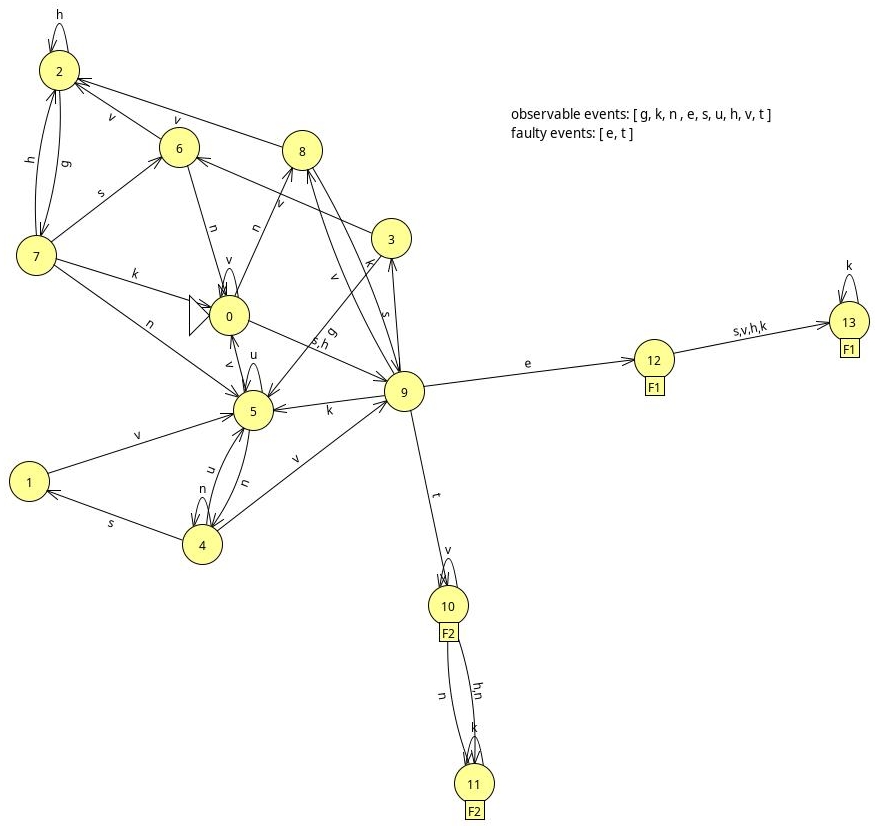 h
2
observable events: [ g, k, n , e, s, u, h, v, t ]
faulty events: [ e, t ]
v
v
6
8
h
g
s
v
n
n
3
7
k
v
k
v
k
13
F1
0
n
s
g
s,h
s,v,h,k
12
F1
e
v
u
9
k
5
v
v
1
u
n
n
s
4
t
v
10
F2
n
h,n
k
11
F2